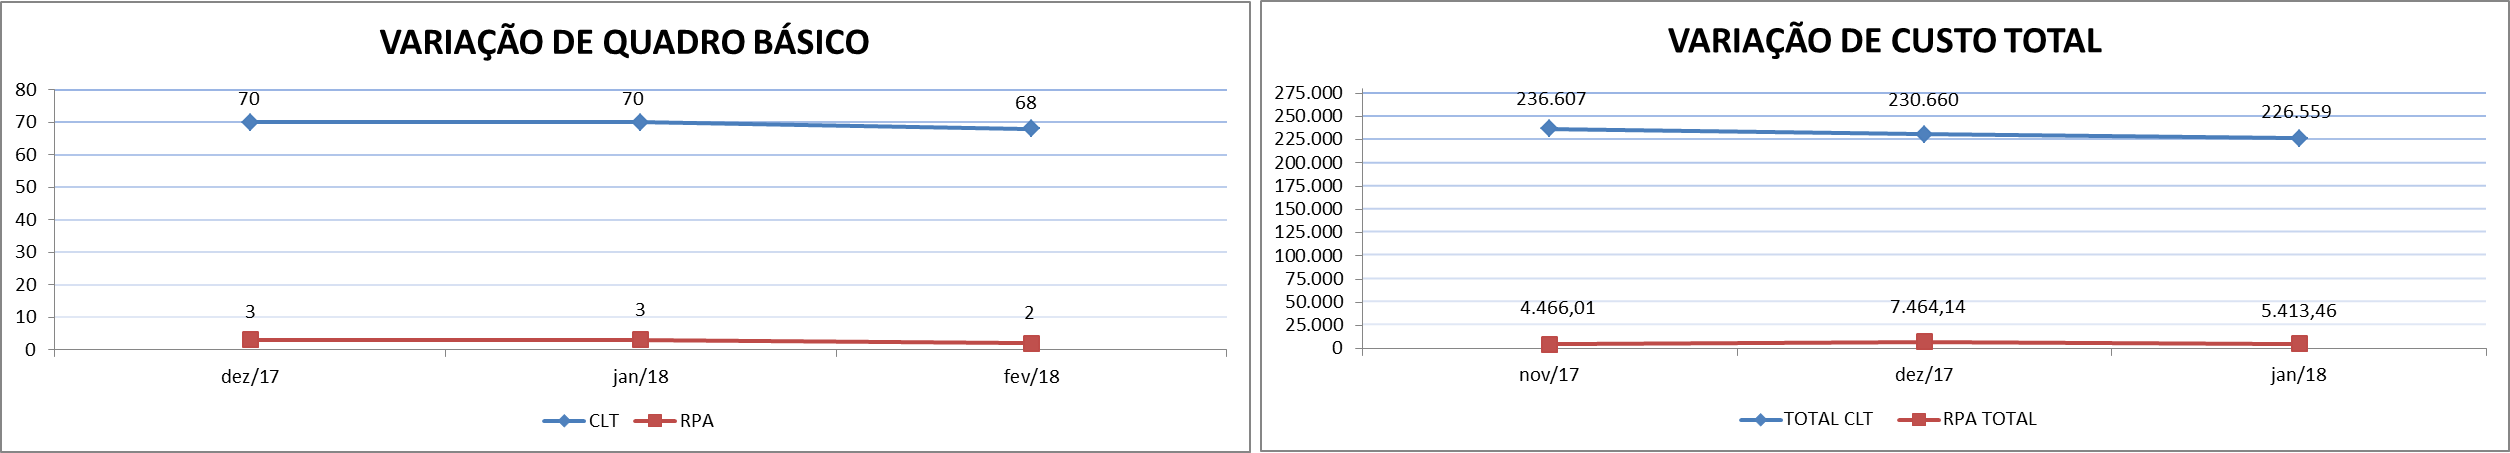 VARIAÇÃO DE QUADRO BÁSICO
80
70
60
50
40
30
20
10
0
70
70
68
3
3
2
dez/17
jan/18
fev/18
CLT
RPA
VARIAÇÃO DE CUSTO TOTAL
275.000
250.000
225.000
200.000
175.000
150.000
125.000
100.000
75.000
50.000
25.000
0
236.607
230.660
226.559
4.466,01
7.464,14
5.413,46
nov/17
dez/17
jan/18
TOTAL CLT
RPA TOTAL